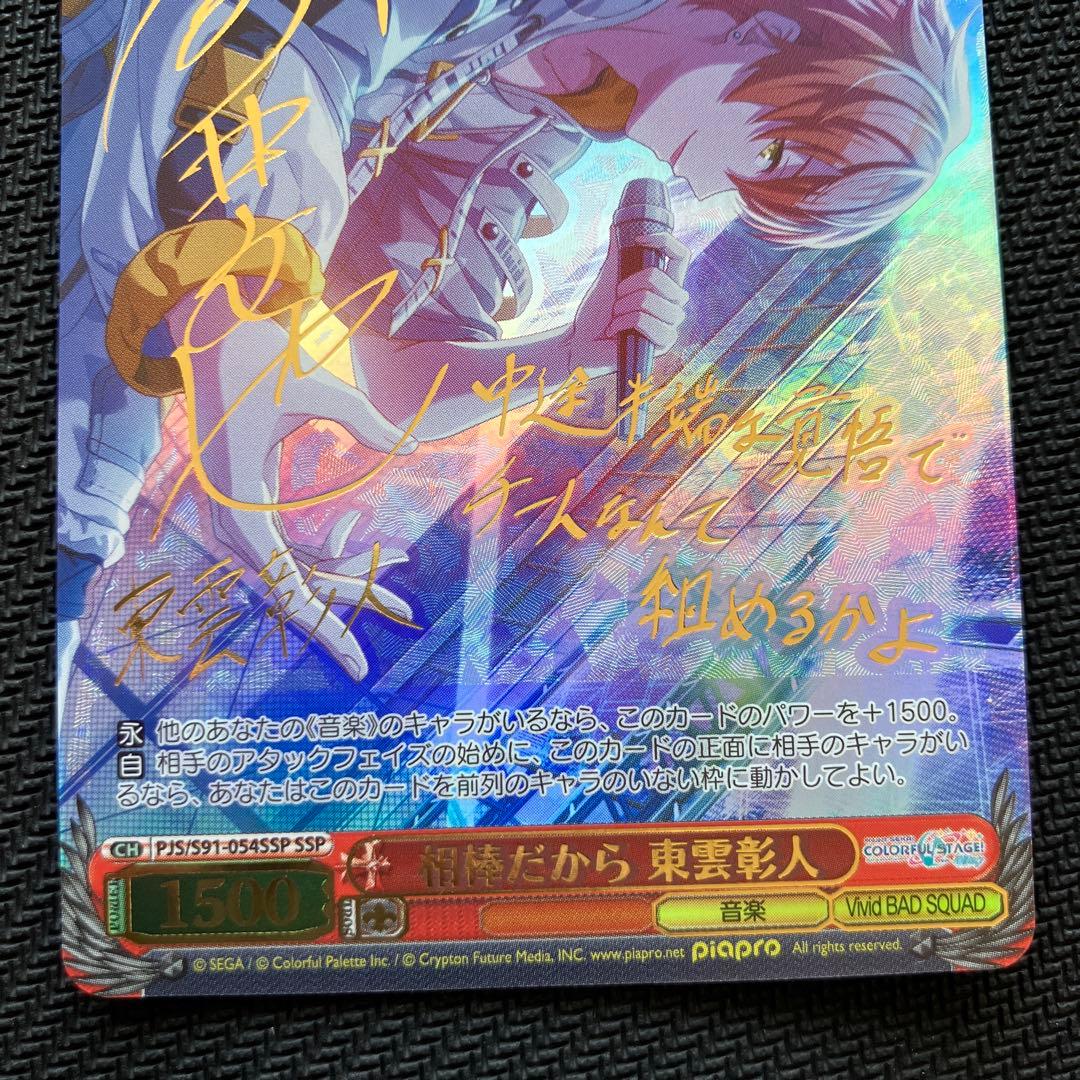 中途半端な覚悟で
チームなんて
組めるかよ
東雲彰人
永 他のあなたの《音楽》のキャラがいるなら、このカードのパワーを＋1500。
自 相手のアタックフェイズの始めに、このカードの正面に相手のキャラがい
るなら、あなたはこのカードを前列のキャラのいない枠に動かしてよい。
CH PJS/S91-054SSP SSP
相棒だから 東雲彰人
COLORFUL STAGE!
POWER 1500 SOUL
音楽 Vivid BAD SQUAD
© SEGA / © Colorful Palette Inc. / © Crypton Future Media, INC. www.piapro.net piapro All rights reserved.